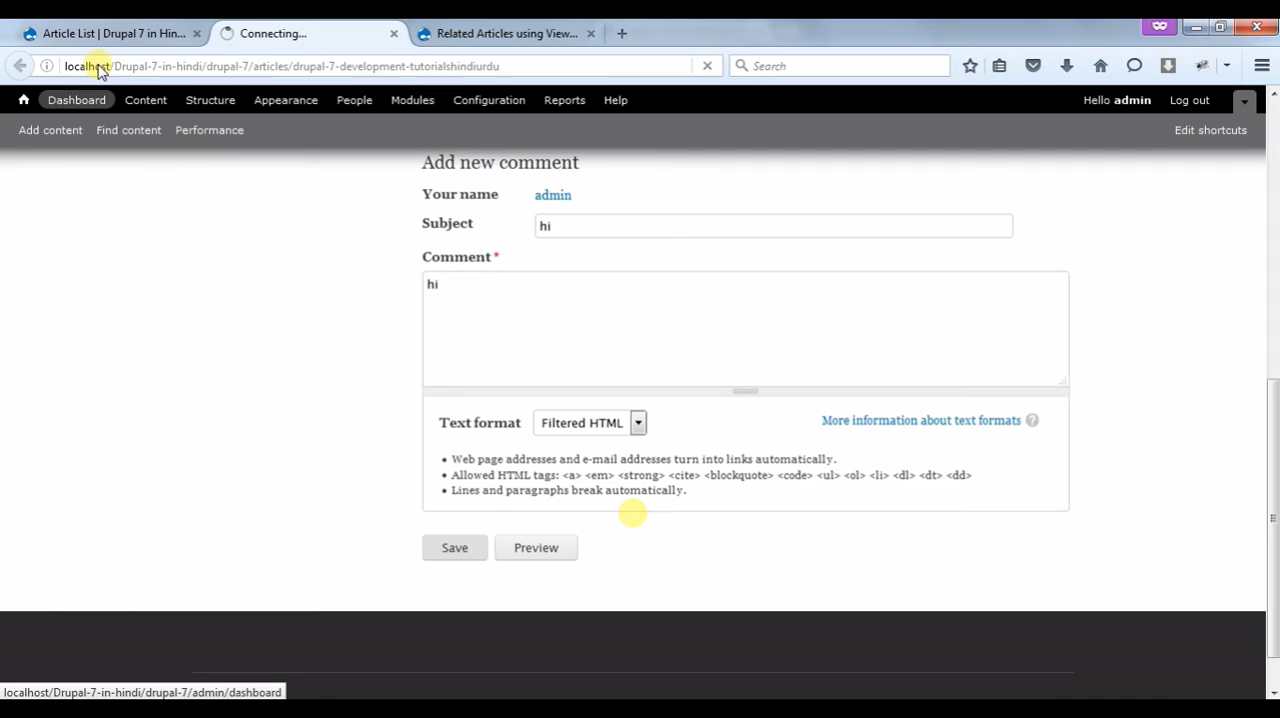 Article List | Drupal 7 in Hin...
Connecting...
Related Articles using View...
localhost/Drupal-7-in-hindi/drupal-7/articles/drupal-7-development-tutorialshindiurdu
Search
Dashboard Content Structure Appearance People Modules Configuration Reports Help
Hello admin Log out
Add content Find content Performance
Edit shortcuts
Add new comment
Your name admin
Subject hi
Comment *
hi
Text format Filtered HTML
More information about text formats ?
• Web page addresses and e-mail addresses turn into links automatically.
• Allowed HTML tags: <a> <em> <strong> <cite> <blockquote> <code> <ul> <ol> <li> <dl> <dt> <dd>
• Lines and paragraphs break automatically.
Save Preview
localhost/Drupal-7-in-hindi/drupal-7/admin/dashboard